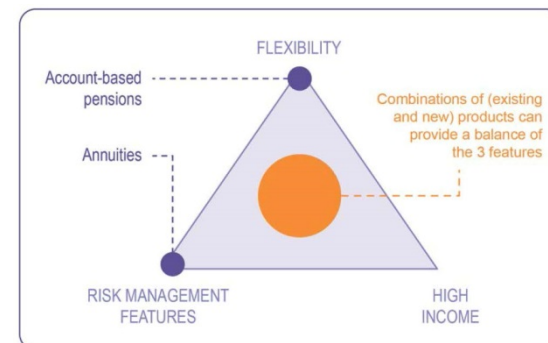 FLEXIBILITY
Account-based
pensions
Annuities
Combinations of (existing
and new) products can
provide a balance of
the 3 features
RISK MANAGEMENT
FEATURES
HIGH
INCOME